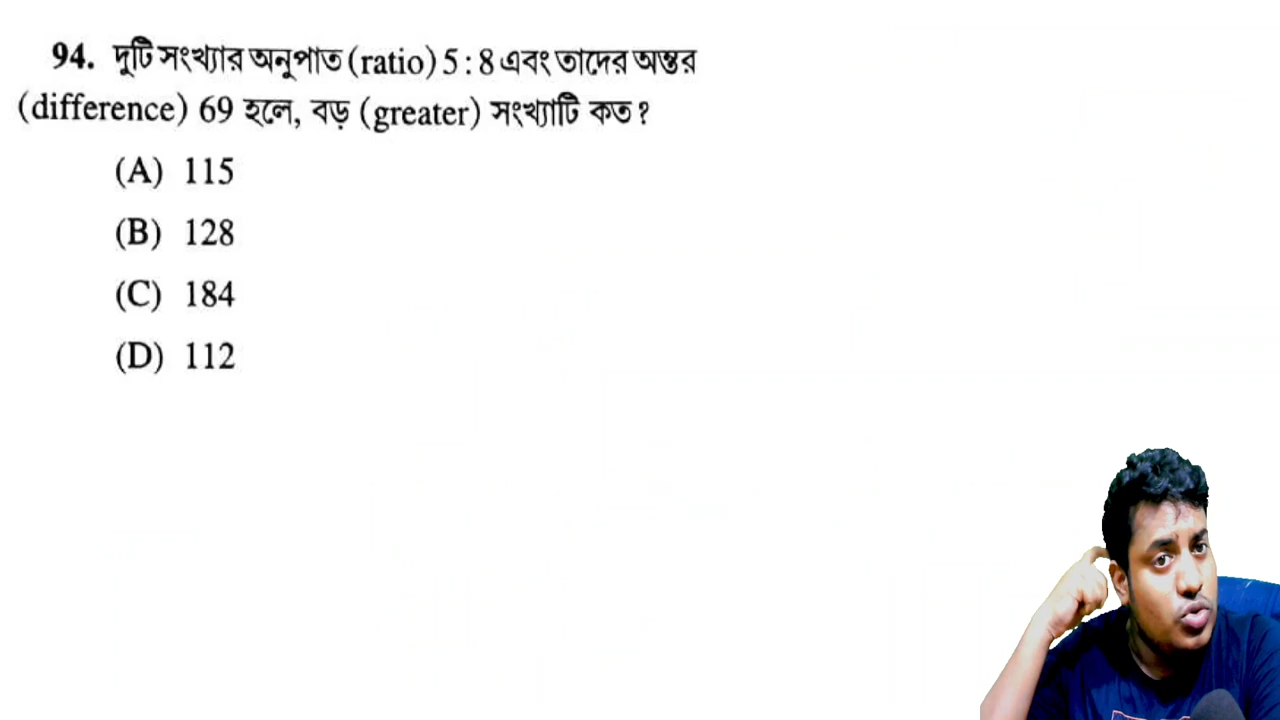 94. দুটি সংখ্যার অনুপাত (ratio) 5 : 8 এবং তাদের অন্তর
(difference) 69 হলে, বড় (greater) সংখ্যাটি কত ?
(A) 115
(B) 128
(C) 184
(D) 112